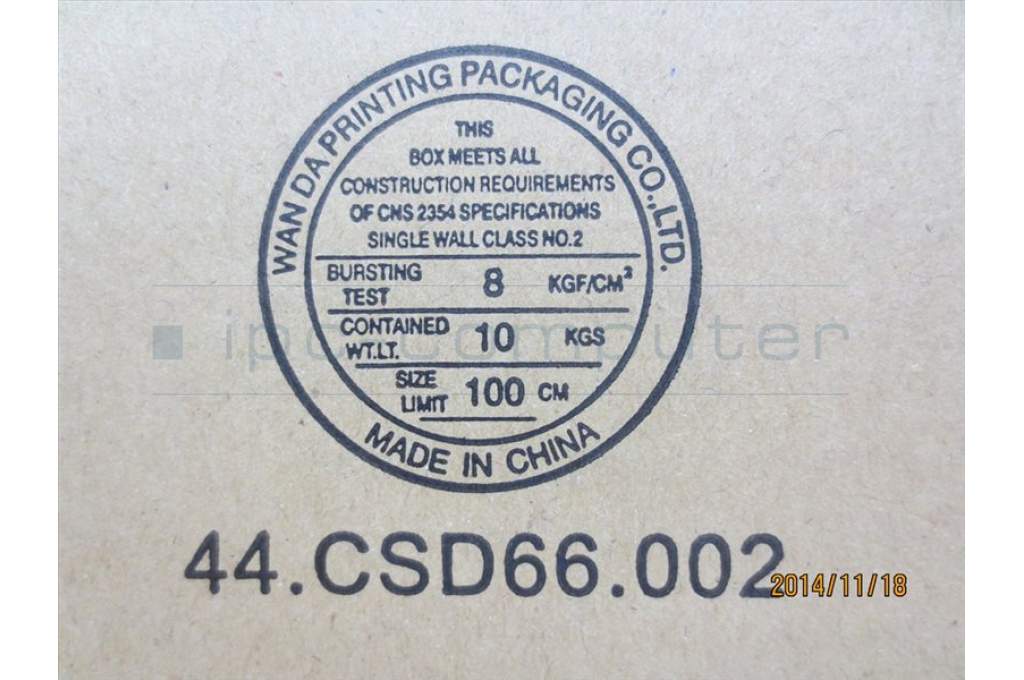 WAN DA PRINTING PACKAGING CO.,LTD.
THIS
BOX MEETS ALL
CONSTRUCTION REQUIREMENTS
OF CNS 2354 SPECIFICATIONS
SINGLE WALL CLASS NO.2
BURSTING TEST 8 KGF/CM²
CONTAINED WT.LT. 10 KGS
SIZE LIMIT 100 CM
MADE IN CHINA
ipc-computer
44.CSD66.002
2014/11/18